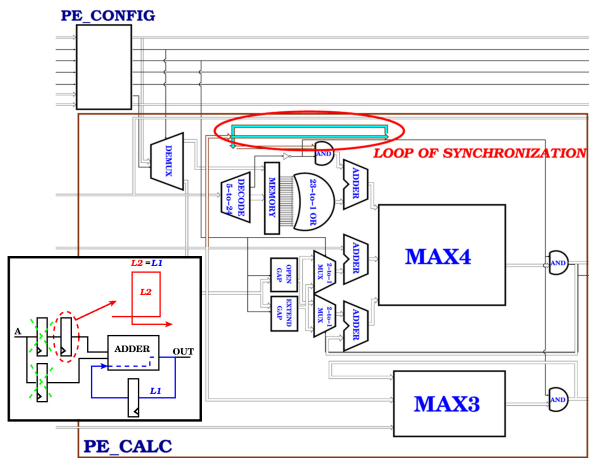 PE_CONFIG
LOOP OF SYNCHRONIZATION
AND
DEMUX
DECODE
5-to-24
MEMORY
23-to-1 OR
ADDER
MAX4
AND
OPEN
GAP
EXTEND
GAP
2-to-1
MUX
2-to-1
MUX
ADDER
ADDER
L2 =L1
L2
A
ADDER
OUT
L1
MAX3
AND
PE_CALC